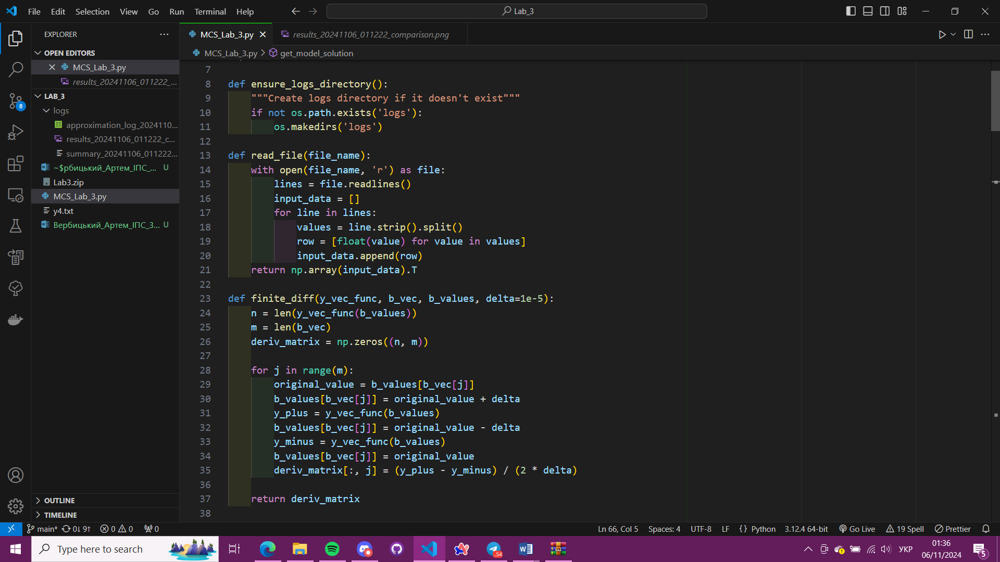 File Edit Selection View Go Run Terminal Help
Lab_3
EXPLORER
OPEN EDITORS
MCS_Lab_3.py
results_20241106_011222_...
LAB_3
logs
approximation_log_2024110...
results_20241106_011222_c...
summary_20241106_011222...
~$рбицький_Артем_ІПС_... U
Lab3.zip
MCS_Lab_3.py
y4.txt
Вербицький_Артем_ІПС_3... U
OUTLINE
TIMELINE
MCS_Lab_3.py
results_20241106_011222_comparison.png
MCS_Lab_3.py > get_model_solution
7
8 def ensure_logs_directory():
9 """Create logs directory if it doesn't exist"""
10 if not os.path.exists('logs'):
11 os.makedirs('logs')
12
13 def read_file(file_name):
14 with open(file_name, 'r') as file:
15 lines = file.readlines()
16 input_data = []
17 for line in lines:
18 values = line.strip().split()
19 row = [float(value) for value in values]
20 input_data.append(row)
21 return np.array(input_data).T
22
23 def finite_diff(y_vec_func, b_vec, b_values, delta=1e-5):
24 n = len(y_vec_func(b_values))
25 m = len(b_vec)
26 deriv_matrix = np.zeros((n, m))
27
28 for j in range(m):
29 original_value = b_values[b_vec[j]]
30 b_values[b_vec[j]] = original_value + delta
31 y_plus = y_vec_func(b_values)
32 b_values[b_vec[j]] = original_value - delta
33 y_minus = y_vec_func(b_values)
34 b_values[b_vec[j]] = original_value
35 deriv_matrix[:, j] = (y_plus - y_minus) / (2 * delta)
36
37 return deriv_matrix
38
8
main* 0↓ 9↑ 0 0 0
Ln 66, Col 5 Spaces: 4 UTF-8 LF {} Python 3.12.4 64-bit Go Live 19 Spell Prettier
Type here to search
54
УКР
01:36
06/11/2024
5